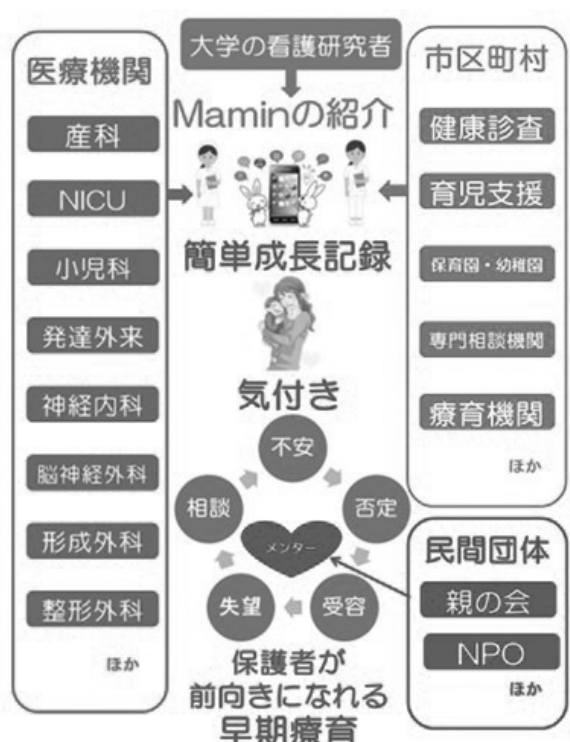 大学の看護研究者
医療機関
産科
NICU
小児科
発達外来
神経内科
脳神経外科
形成外科
整形外科
ほか
Maminの紹介
簡単成長記録
気付き
不安
否定
受容
失望
相談
メンター
保護者が
前向きになれる
早期療育
市区町村
健康診査
育児支援
保育園・幼稚園
専門相談機関
療育機関
ほか
民間団体
親の会
NPO
ほか